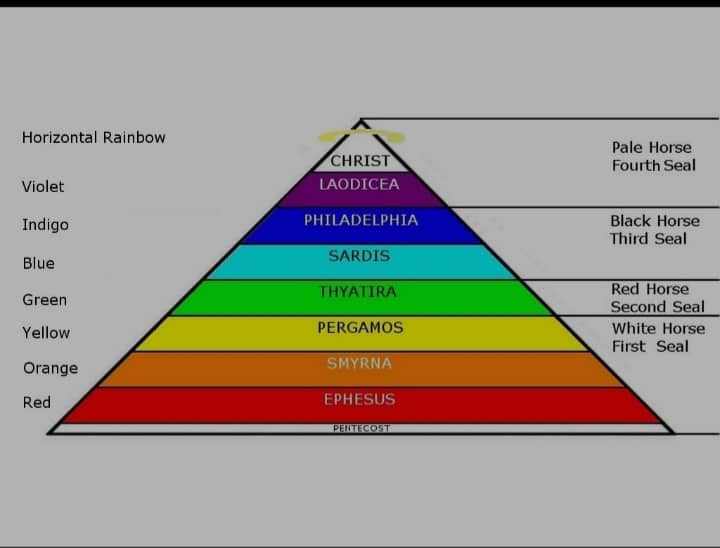 Horizontal Rainbow
CHRIST
Pale Horse
Fourth Seal
Violet
LAODICEA
Indigo
PHILADELPHIA
Black Horse
Third Seal
Blue
SARDIS
Green
THYATIRA
Red Horse
Second Seal
Yellow
PERGAMOS
White Horse
First Seal
Orange
SMYRNA
Red
EPHESUS
PENTECOST